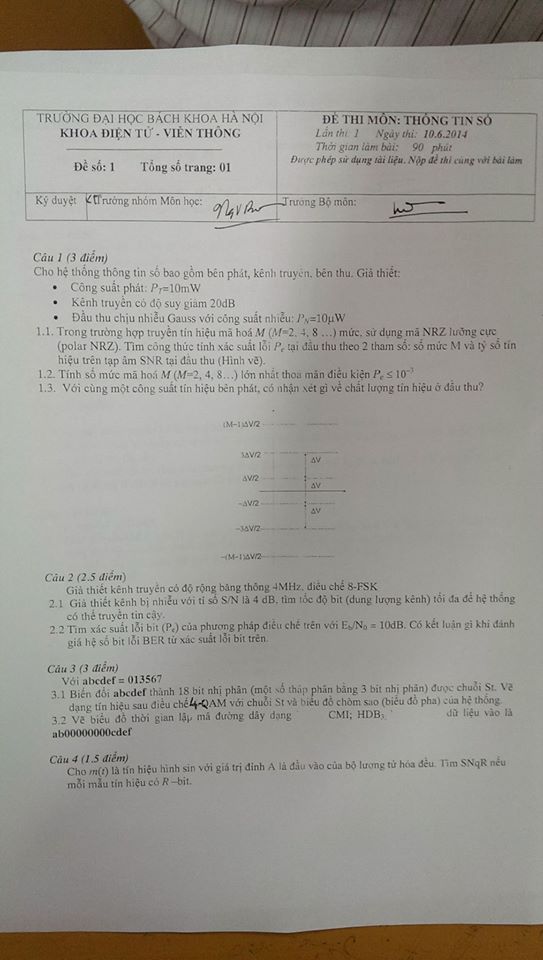 TRƯỜNG ĐẠI HỌC BÁCH KHOA HÀ NỘI
KHOA ĐIỆN TỬ - VIỄN THÔNG
Đề số: 1 Tổng số trang: 01
ĐỀ THI MÔN: THÔNG TIN SỐ
Lần thi: 1 Ngày thi: 10.6.2014
Thời gian làm bài: 90 phút
Được phép sử dụng tài liệu. Nộp đề thi cùng với bài làm
Ký duyệt Trưởng nhóm Môn học: Trưởng Bộ môn:
Câu 1 (3 điểm)
Cho hệ thống thông tin số bao gồm bên phát, kênh truyền, bên thu. Giả thiết:
• Công suất phát: P_T=10mW
• Kênh truyền có độ suy giảm 20dB
• Đầu thu chịu nhiễu Gauss với công suất nhiễu: P_N=10μW
1.1. Trong trường hợp truyền tín hiệu mã hoá M (M=2, 4, 8 …) mức, sử dụng mã NRZ lưỡng cực
(polar NRZ). Tìm công thức tính xác suất lỗi P_e tại đầu thu theo 2 tham số: số mức M và tỷ số tín
hiệu trên tạp âm SNR tại đầu thu (Hình vẽ).
1.2. Tính số mức mã hoá M (M=2, 4, 8…) lớn nhất thoả mãn điều kiện P_e ≤ 10⁻³
1.3. Với cùng một công suất tín hiệu bên phát, có nhận xét gì về chất lượng tín hiệu ở đầu thu?
(M−1)ΔV/2
3ΔV/2
ΔV
ΔV/2
ΔV
−ΔV/2
ΔV
−3ΔV/2
−(M−1)ΔV/2
Câu 2 (2.5 điểm)
Giả thiết kênh truyền có độ rộng băng thông 4MHz, điều chế 8-FSK
2.1 Giả thiết kênh bị nhiễu với tỉ số S/N là 4 dB, tìm tốc độ bit (dung lượng kênh) tối đa để hệ thống
có thể truyền tin cậy.
2.2 Tìm xác suất lỗi bit (P_e) của phương pháp điều chế trên với E_b/N_0 = 10dB. Có kết luận gì khi đánh
giá hệ số bit lỗi BER từ xác suất lỗi bit trên.
Câu 3 (3 điểm)
Với abcdef = 013567
3.1 Biến đổi abcdef thành 18 bit nhị phân (một số thập phân bằng 3 bit nhị phân) được chuỗi St. Vẽ
dạng tín hiệu sau điều chế 4-QAM với chuỗi St và biểu đồ chòm sao (biểu đồ pha) của hệ thống.
3.2 Vẽ biểu đồ thời gian lập mã đường dây dạng CMI; HDB₃ dữ liệu vào là
ab00000000cdef
Câu 4 (1.5 điểm)
Cho m(t) là tín hiệu hình sin với giá trị đỉnh A là đầu vào của bộ lượng tử hóa đều. Tìm SNqR nếu
mỗi mẫu tín hiệu có R –bit.